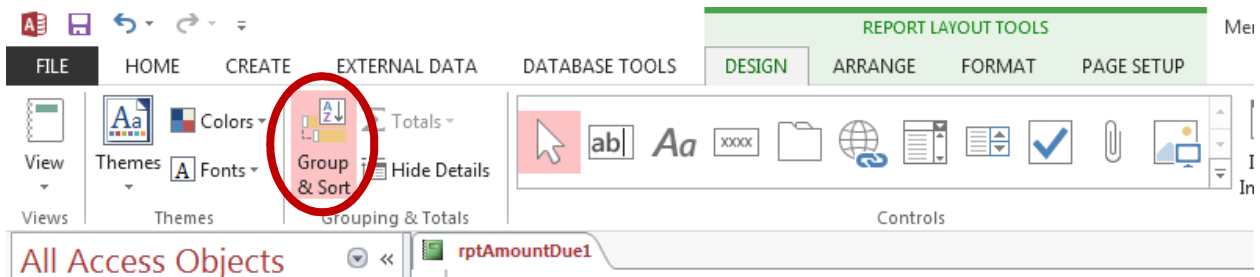 REPORT LAYOUT TOOLS
FILE HOME CREATE EXTERNAL DATA DATABASE TOOLS DESIGN ARRANGE FORMAT PAGE SETUP
View
Aa
Themes
Colors
A Fonts
A
Z
Group
& Sort
Totals
Hide Details
ab
Aa
xxxx
Views Themes Grouping & Totals Controls
All Access Objects
rptAmountDue1